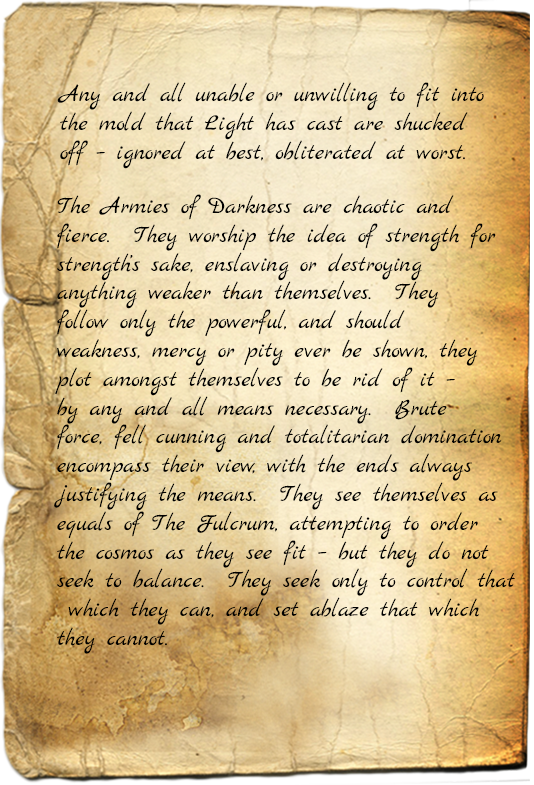 Any and all unable or unwilling to fit into
the mold that Light has cast are shucked
off - ignored at best, obliterated at worst.
The Armies of Darkness are chaotic and
fierce. They worship the idea of strength for
strength's sake, enslaving or destroying
anything weaker than themselves. They
follow only the powerful, and should
weakness, mercy or pity ever be shown, they
plot amongst themselves to be rid of it -
by any and all means necessary. Brute
force, fell cunning and totalitarian domination
encompass their view, with the ends always
justifying the means. They see themselves as
equals of The Fulcrum, attempting to order
the cosmos as they see fit - but they do not
seek to balance. They seek only to control that
which they can, and set ablaze that which
they cannot.